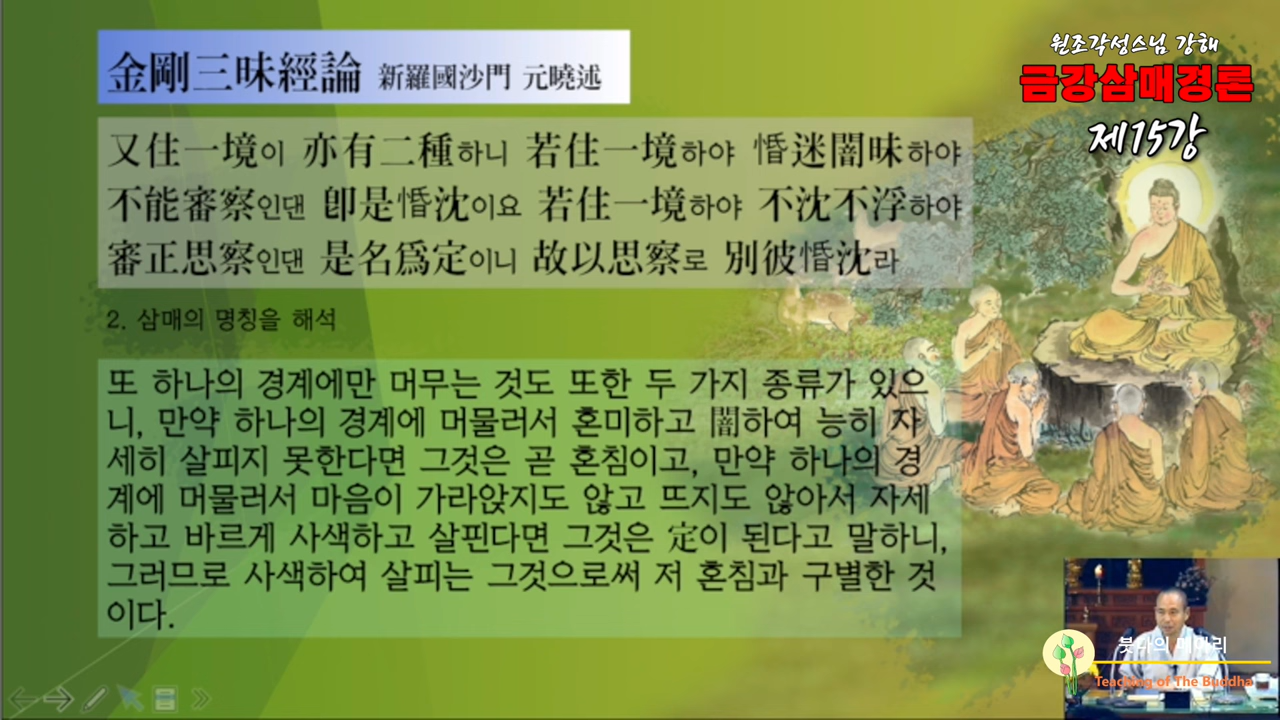 金剛三昧經論 新羅國沙門 元曉述
원조각성스님 강해
금강삼매경론
제15강
又住一境이 亦有二種하니 若住一境하야 惛迷闇昧하야
不能審察인댄 卽是惛沈이요 若住一境하야 不沈不浮하야
審正思察인댄 是名爲定이니 故以思察로 別彼惛沈라
2. 삼매의 명칭을 해석
또 하나의 경계에만 머무는 것도 또한 두 가지 종류가 있으
니, 만약 하나의 경계에 머물러서 혼미하고 闇하여 능히 자
세히 살피지 못한다면 그것은 곧 혼침이고, 만약 하나의 경
계에 머물러서 마음이 가라앉지도 않고 뜨지도 않아서 자세
하고 바르게 사색하고 살핀다면 그것은 定이 된다고 말하니,
그러므로 사색하여 살피는 그것으로써 저 혼침과 구별한 것
이다.
붓다의 메아리
Teaching of The Buddha